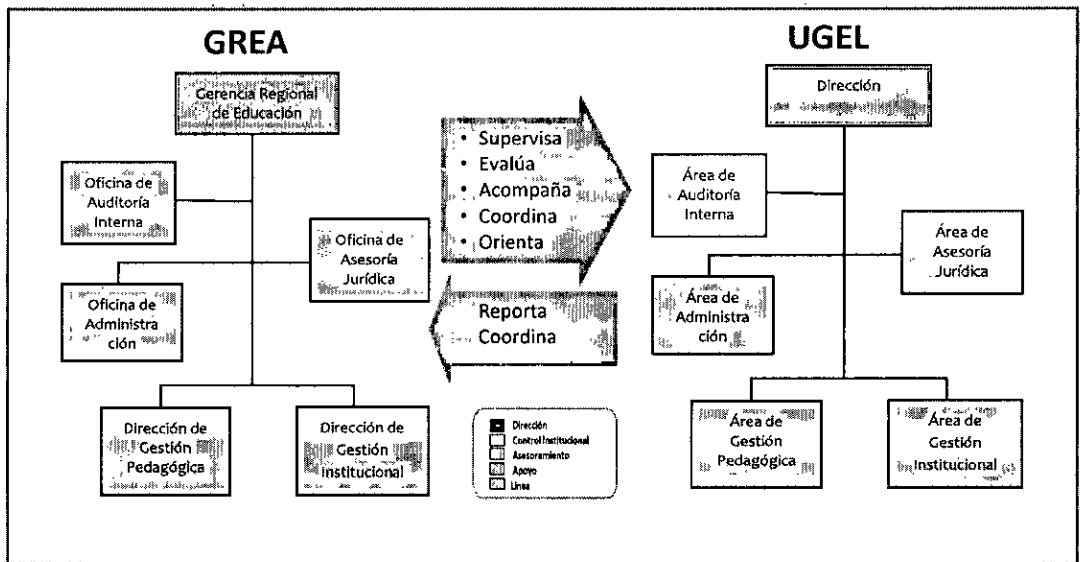 GREA
Gerencia Regional
de Educación
Oficina de
Auditoría
Interna
Oficina de
Asesoría
Jurídica
Oficina de
Administra
ción
Dirección de
Gestión
Pedagógica
Dirección de
Gestión
Institucional
• Supervisa
• Evalúa
• Acompaña
• Coordina
• Orienta
Reporta
Coordina
Dirección
Control Institucional
Asesoramiento
Apoyo
Línea
UGEL
Dirección
Área de
Auditoría
Interna
Área de
Asesoría
Jurídica
Área de
Administra
ción
Área de
Gestión
Pedagógica
Área de
Gestión
Institucional